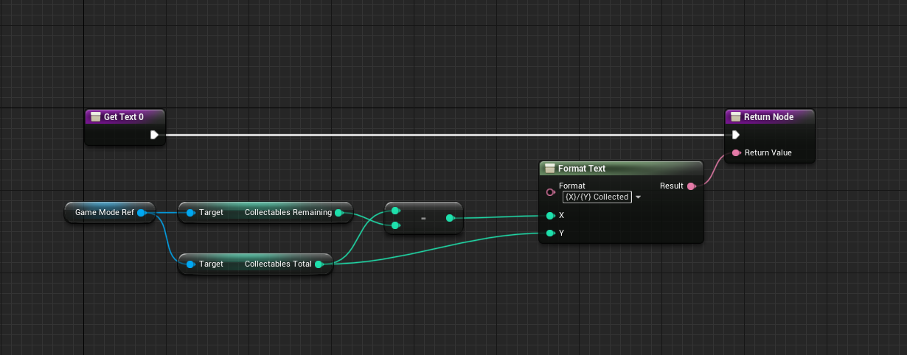 Get Text 0
Return Node
Return Value
Format Text
Format
Result
{X}/{Y} Collected
X
Y
Game Mode Ref
Target Collectables Remaining
-
Target Collectables Total